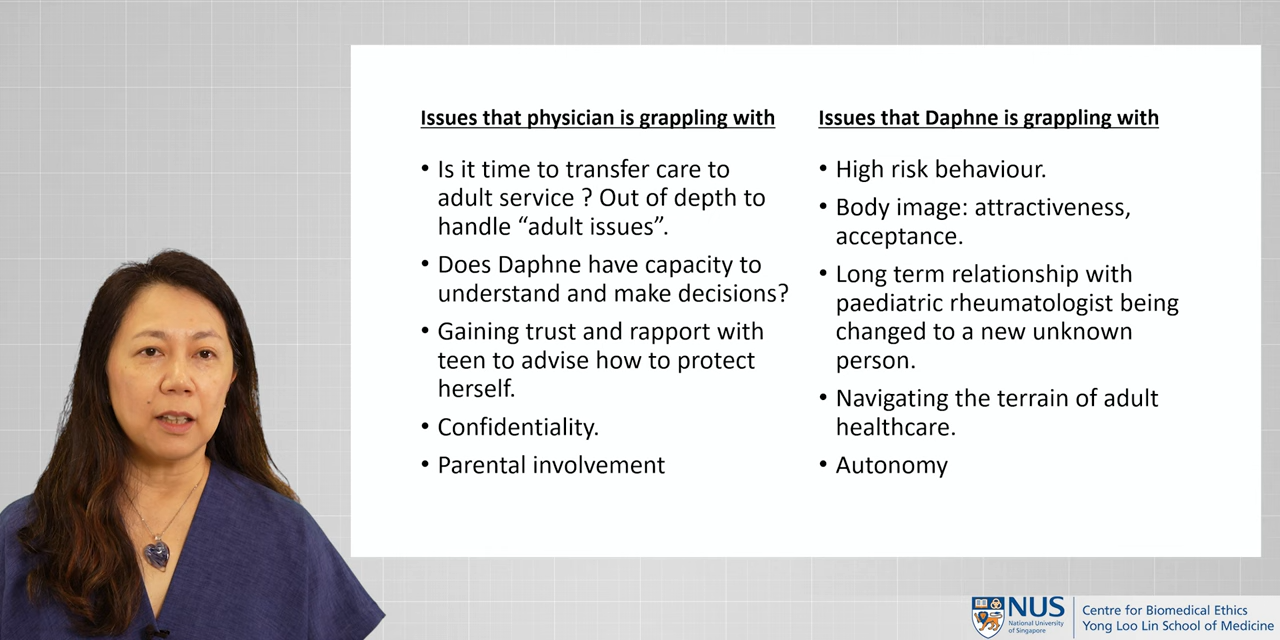 Issues that physician is grappling with
• Is it time to transfer care to
adult service ? Out of depth to
handle “adult issues”.
• Does Daphne have capacity to
understand and make decisions?
• Gaining trust and rapport with
teen to advise how to protect
herself.
• Confidentiality.
• Parental involvement
Issues that Daphne is grappling with
• High risk behaviour.
• Body image: attractiveness,
acceptance.
• Long term relationship with
paediatric rheumatologist being
changed to a new unknown
person.
• Navigating the terrain of adult
healthcare.
• Autonomy
NUS
National University
of Singapore
Centre for Biomedical Ethics
Yong Loo Lin School of Medicine